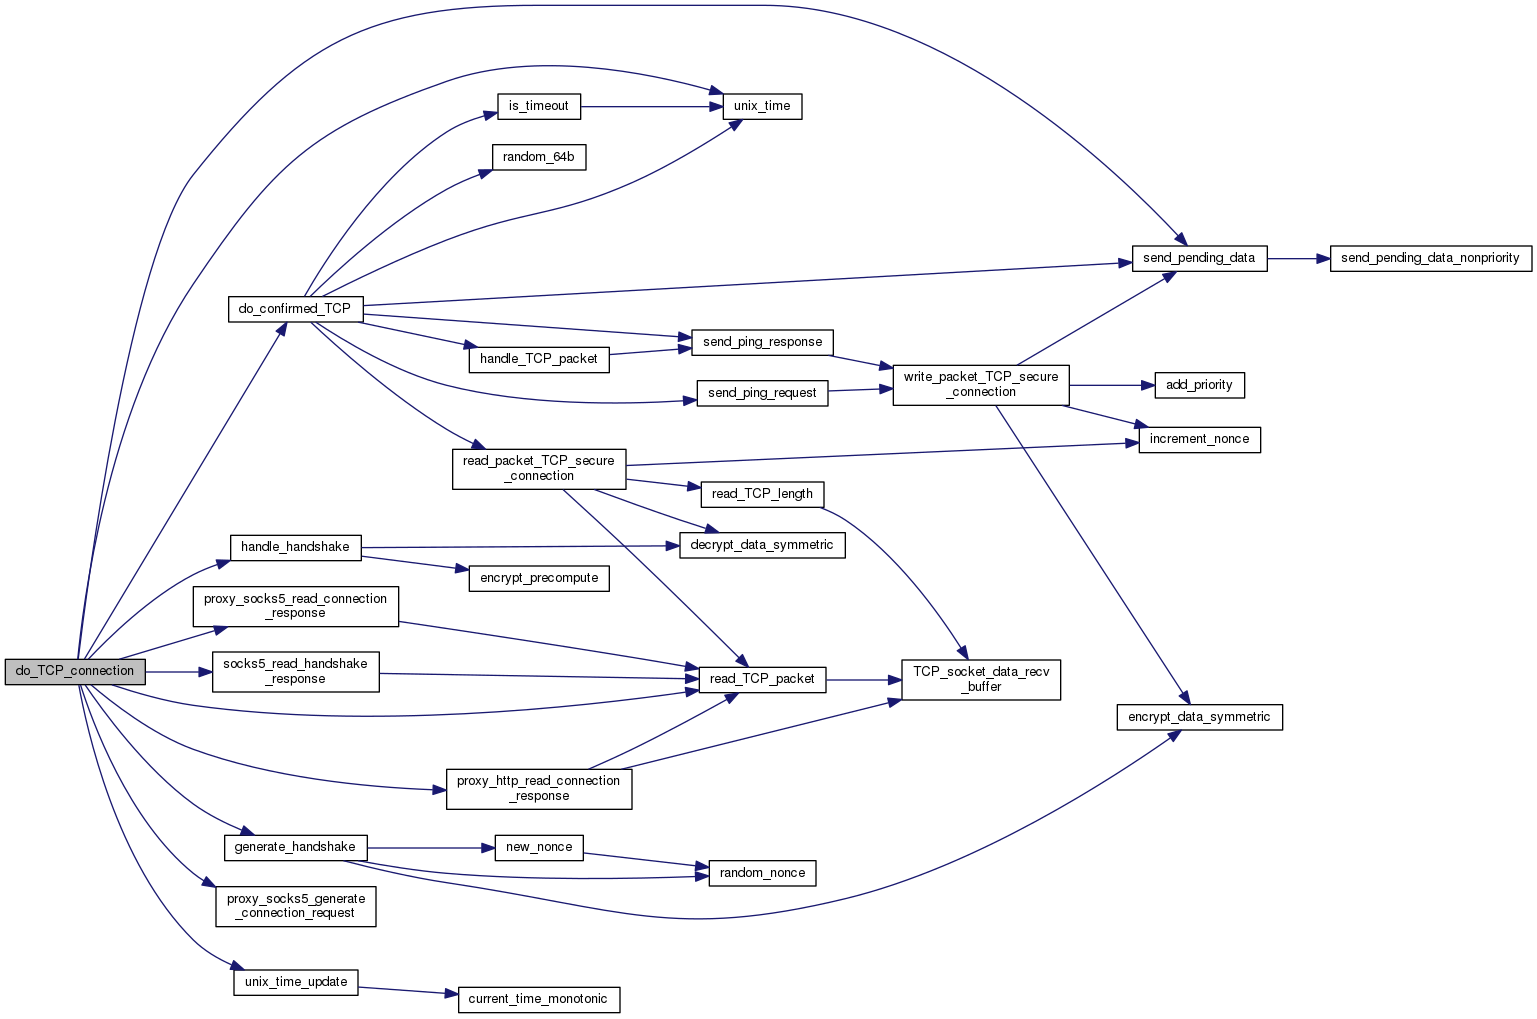 is_timeout
unix_time
random_64b
send_pending_data
send_pending_data_nonpriority
do_confirmed_TCP
send_ping_response
handle_TCP_packet
write_packet_TCP_secure
_connection
add_priority
send_ping_request
increment_nonce
read_packet_TCP_secure
_connection
read_TCP_length
handle_handshake
decrypt_data_symmetric
encrypt_precompute
proxy_socks5_read_connection
_response
do_TCP_connection
socks5_read_handshake
_response
read_TCP_packet
TCP_socket_data_recv
_buffer
encrypt_data_symmetric
proxy_http_read_connection
_response
generate_handshake
new_nonce
random_nonce
proxy_socks5_generate
_connection_request
unix_time_update
current_time_monotonic